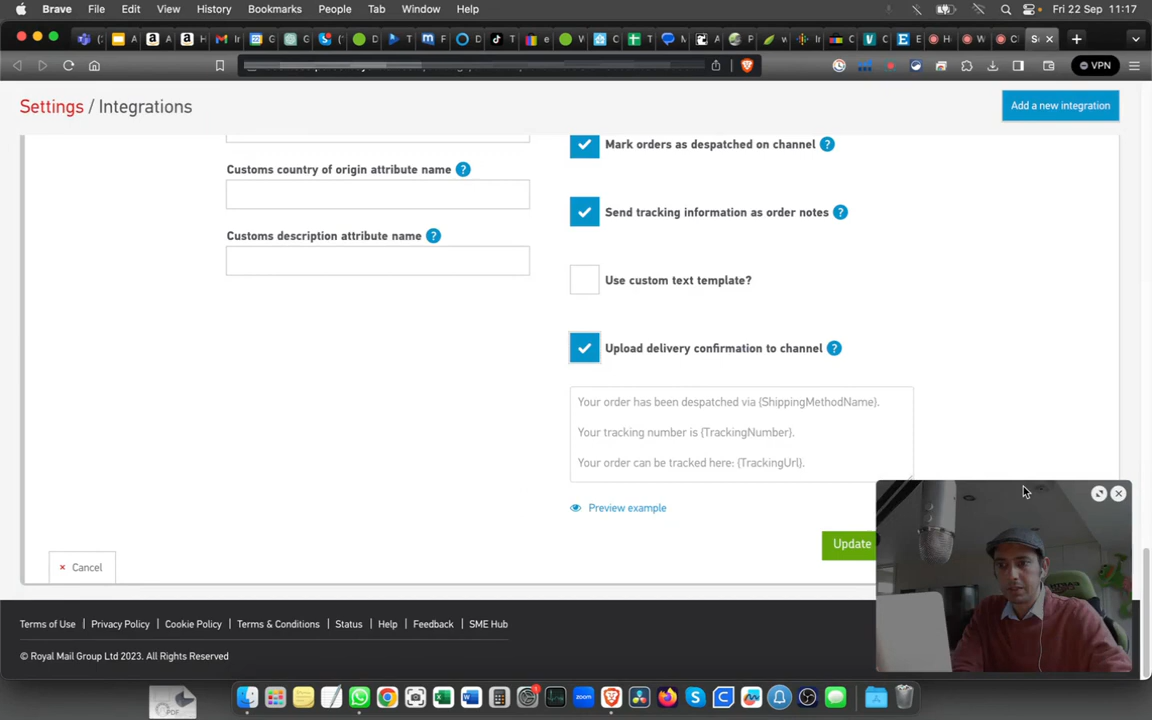 Brave File Edit View History Bookmarks People Tab Window Help Fri 22 Sep 11:17
VPN
Settings / Integrations
Add a new integration
Mark orders as despatched on channel ?
Customs country of origin attribute name ?
Send tracking information as order notes ?
Customs description attribute name ?
Use custom text template?
Upload delivery confirmation to channel ?
Your order has been despatched via {ShippingMethodName}.
Your tracking number is {TrackingNumber}.
Your order can be tracked here: {TrackingUrl}.
Preview example
Update
× Cancel
Terms of Use | Privacy Policy | Cookie Policy | Terms & Conditions | Status | Help | Feedback | SME Hub
© Royal Mail Group Ltd 2023. All Rights Reserved
PDF
zoom